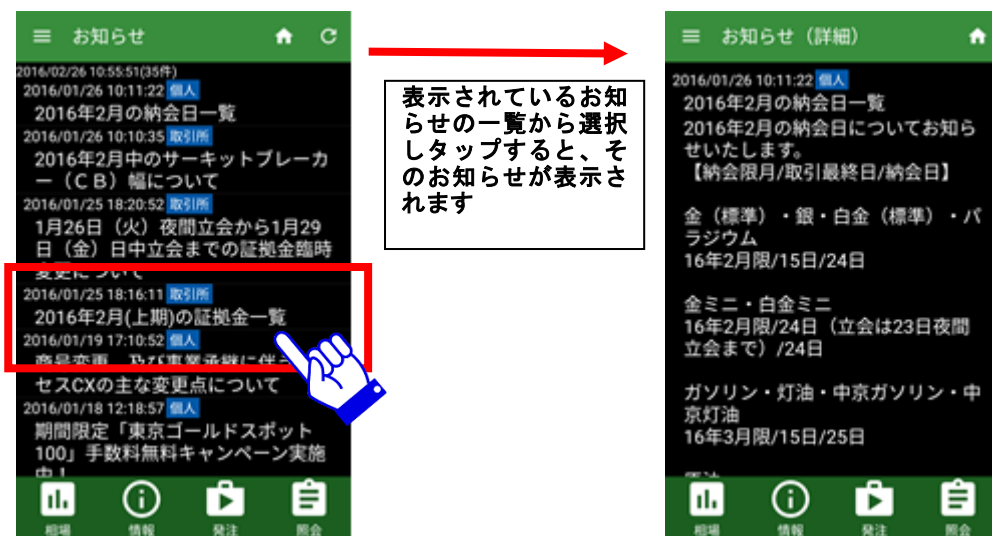 お知らせ
2016/02/26 10:55:51(35件)
2016/01/26 10:11:22 個人
2016年2月の納会日一覧
2016/01/26 10:10:35 取引所
2016年2月中のサーキットブレーカ
ー（ＣＢ）幅について
2016/01/25 18:20:52 取引所
1月26日（火）夜間立会から1月29
日（金）日中立会までの証拠金臨時
変更について
2016/01/25 18:16:11 取引所
2016年2月(上期)の証拠金一覧
2016/01/19 17:10:52 個人
商号変更、及び事業承継に伴
セスCXの主な変更点について
2016/01/18 12:18:57 個人
期間限定「東京ゴールドスポット
100」手数料無料キャンペーン実施
中！
相場 情報 発注 照会
表示されているお知
らせの一覧から選択
しタップすると、そ
のお知らせが表示さ
れます
お知らせ（詳細）
2016/01/26 10:11:22 個人
2016年2月の納会日一覧
2016年2月の納会日についてお知ら
せいたします。
【納会限月/取引最終日/納会日】
金（標準）・銀・白金（標準）・パ
ラジウム
16年2月限/15日/24日
金ミニ・白金ミニ
16年2月限/24日（立会は23日夜間
立会まで）/24日
ガソリン・灯油・中京ガソリン・中
京灯油
16年3月限/15日/25日
相場 情報 発注 照会